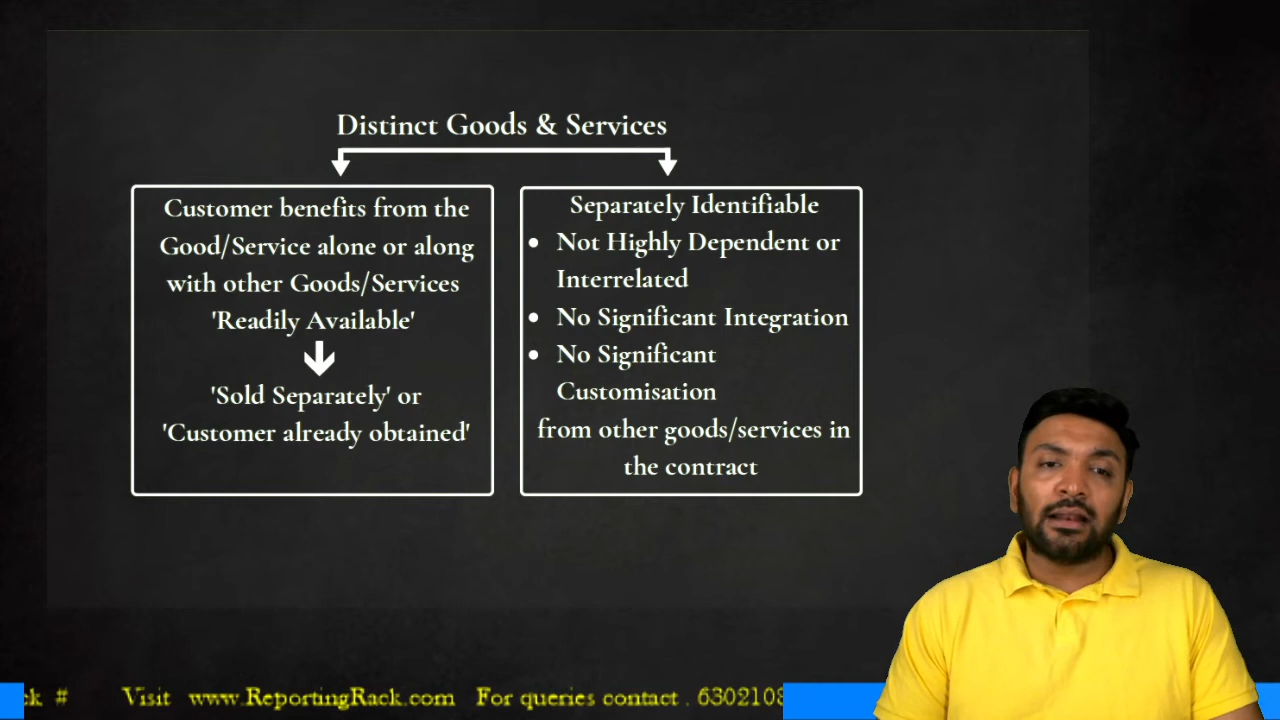 Distinct Goods & Services
Customer benefits from the
Good/Service alone or along
with other Goods/Services
'Readily Available'
'Sold Separately' or
'Customer already obtained'
Separately Identifiable
• Not Highly Dependent or
Interrelated
• No Significant Integration
• No Significant
Customisation
from other goods/services in
the contract
# Visit www.ReportingRack.com For queries contact . 630210